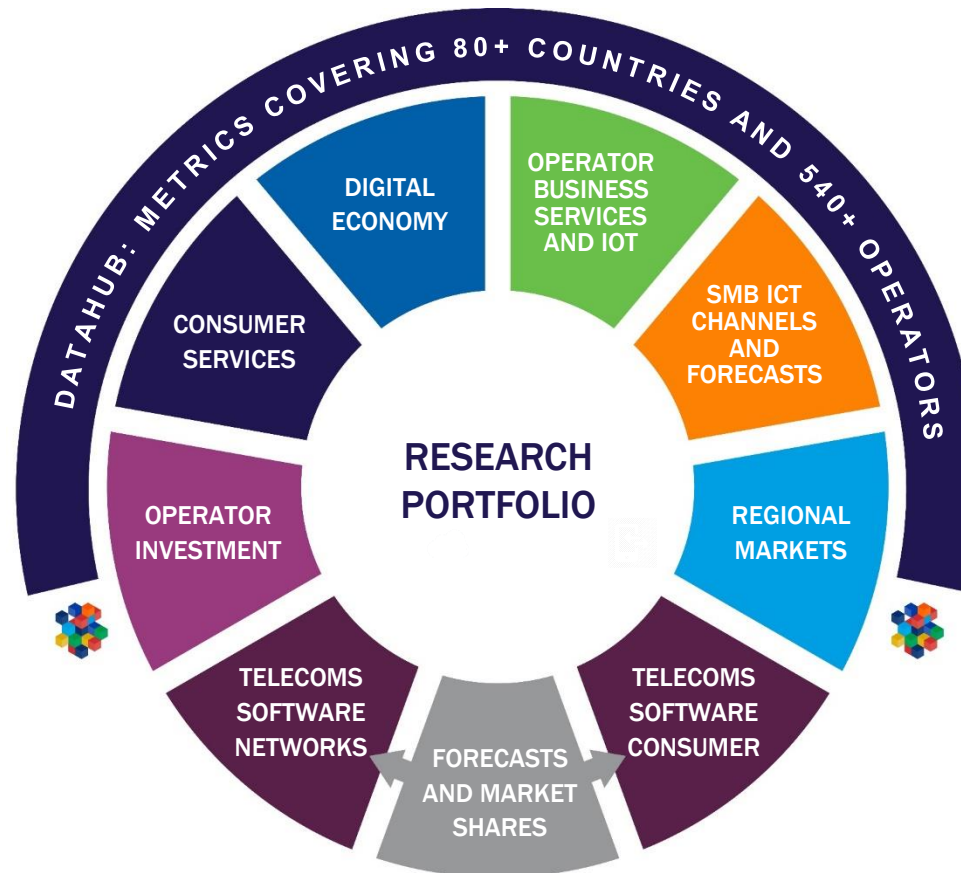 DATAHUB: METRICS COVERING 80+ COUNTRIES AND 540+ OPERATORS
DIGITAL
ECONOMY
OPERATOR
BUSINESS
SERVICES
AND IOT
SMB ICT
CHANNELS
AND
FORECASTS
CONSUMER
SERVICES
RESEARCH
PORTFOLIO
OPERATOR
INVESTMENT
REGIONAL
MARKETS
TELECOMS
SOFTWARE
NETWORKS
FORECASTS
AND MARKET
SHARES
TELECOMS
SOFTWARE
CONSUMER